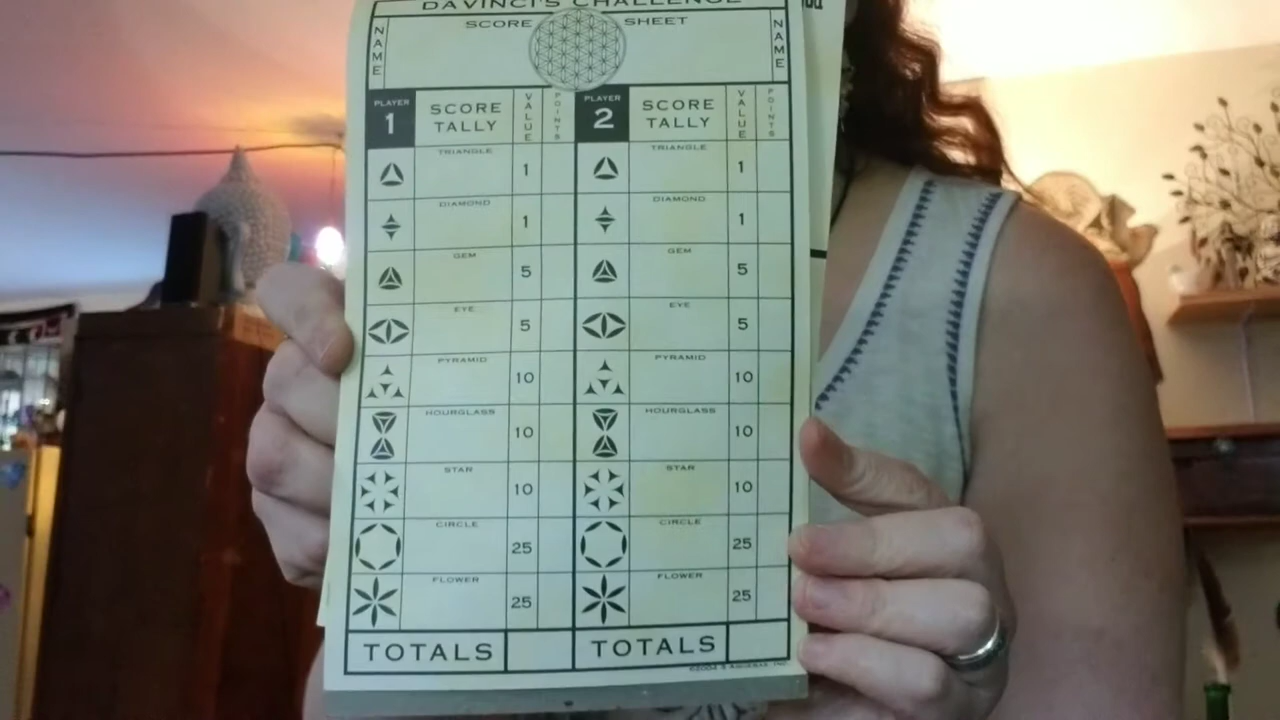 DAVINCI'S CHALLENGE
SCORE SHEET
NAME NAME
PLAYER 1 SCORE TALLY VALUE POINTS PLAYER 2 SCORE TALLY VALUE POINTS
TRIANGLE 1 TRIANGLE 1
DIAMOND 1 DIAMOND 1
GEM 5 GEM 5
EYE 5 EYE 5
PYRAMID 10 PYRAMID 10
HOURGLASS 10 HOURGLASS 10
STAR 10 STAR 10
CIRCLE 25 CIRCLE 25
FLOWER 25 FLOWER 25
TOTALS TOTALS